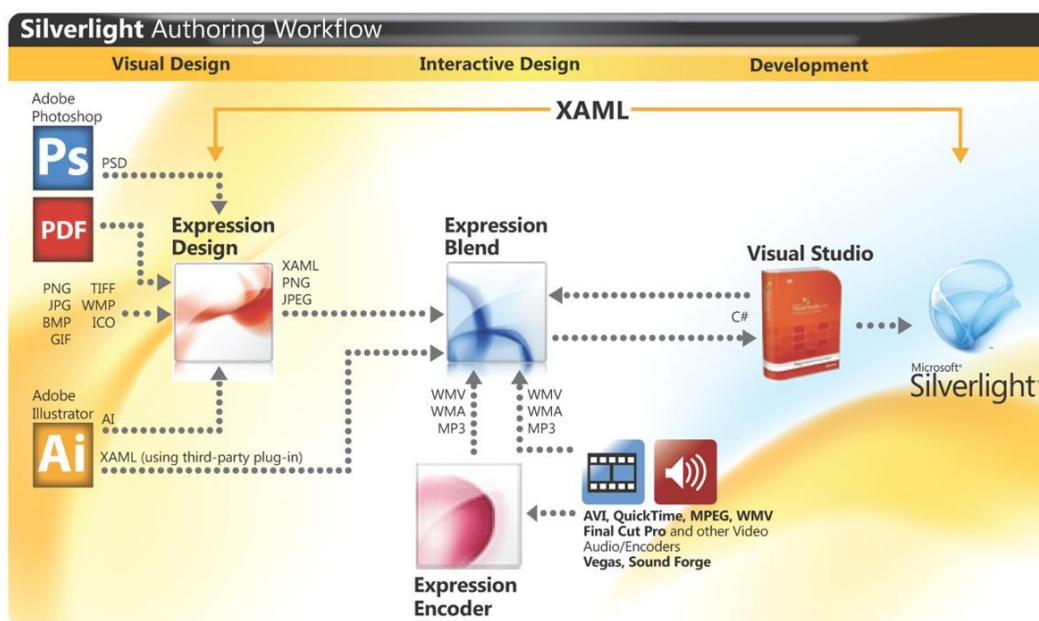 Silverlight Authoring Workflow
Visual Design
Interactive Design
Development
XAML
Adobe
Photoshop
Ps
PSD
PDF
PNG TIFF
JPG WMP
BMP ICO
GIF
Expression
Design
XAML
PNG
JPEG
Expression
Blend
Visual Studio
C#
Microsoft®
Silverlight
Adobe
Illustrator
Ai
AI
XAML (using third-party plug-in)
WMV
WMA
MP3
WMV
WMA
MP3
AVI, QuickTime, MPEG, WMV
Final Cut Pro and other Video
Audio/Encoders
Vegas, Sound Forge
Expression
Encoder